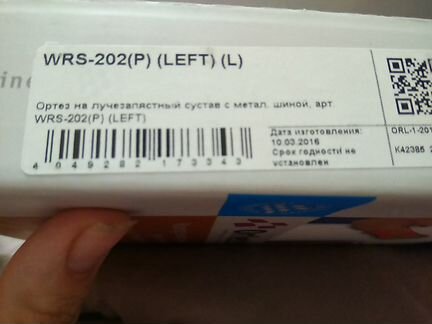 WRS-202(P) (LEFT) (L)
Ортез на лучезапястный сустав с метал. шиной, арт.
WRS-202(P) (LEFT)
Дата изготовления:
10.03.2016
Срок годности не
установлен
4 049282 173343
ORL-1-201
K42385